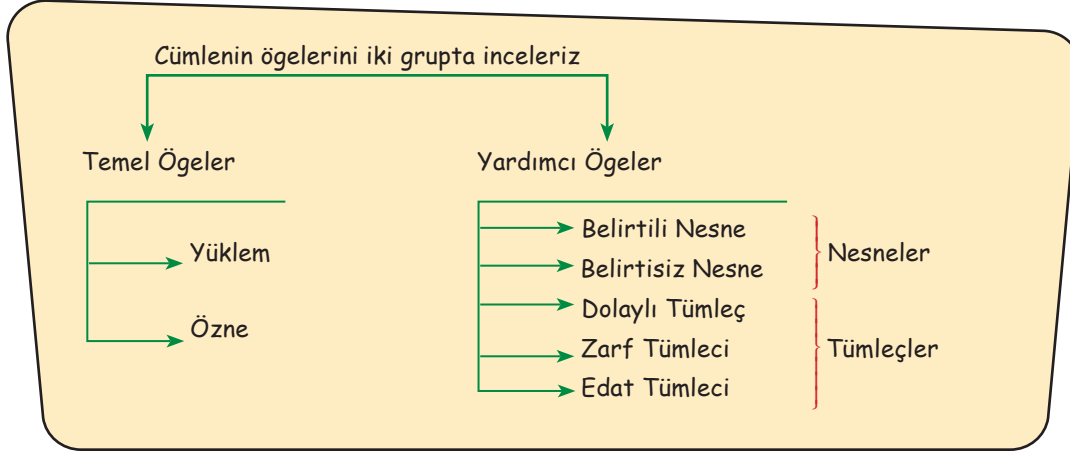 Cümlenin ögelerini iki grupta inceleriz
Temel Ögeler
Yüklem
Özne
Yardımcı Ögeler
Belirtili Nesne
Belirtisiz Nesne
Nesneler
Dolaylı Tümleç
Zarf Tümleci
Edat Tümleci
Tümleçler